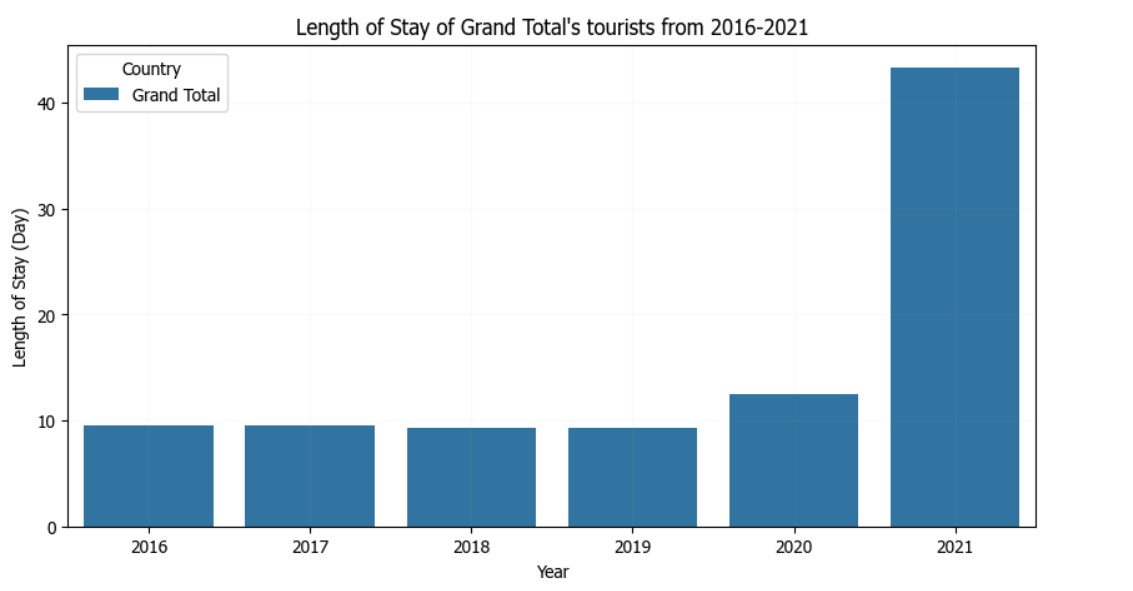 Length of Stay of Grand Total's tourists from 2016-2021
Country
Grand Total
40
30
20
10
0
Length of Stay (Day)
2016 2017 2018 2019 2020 2021
Year